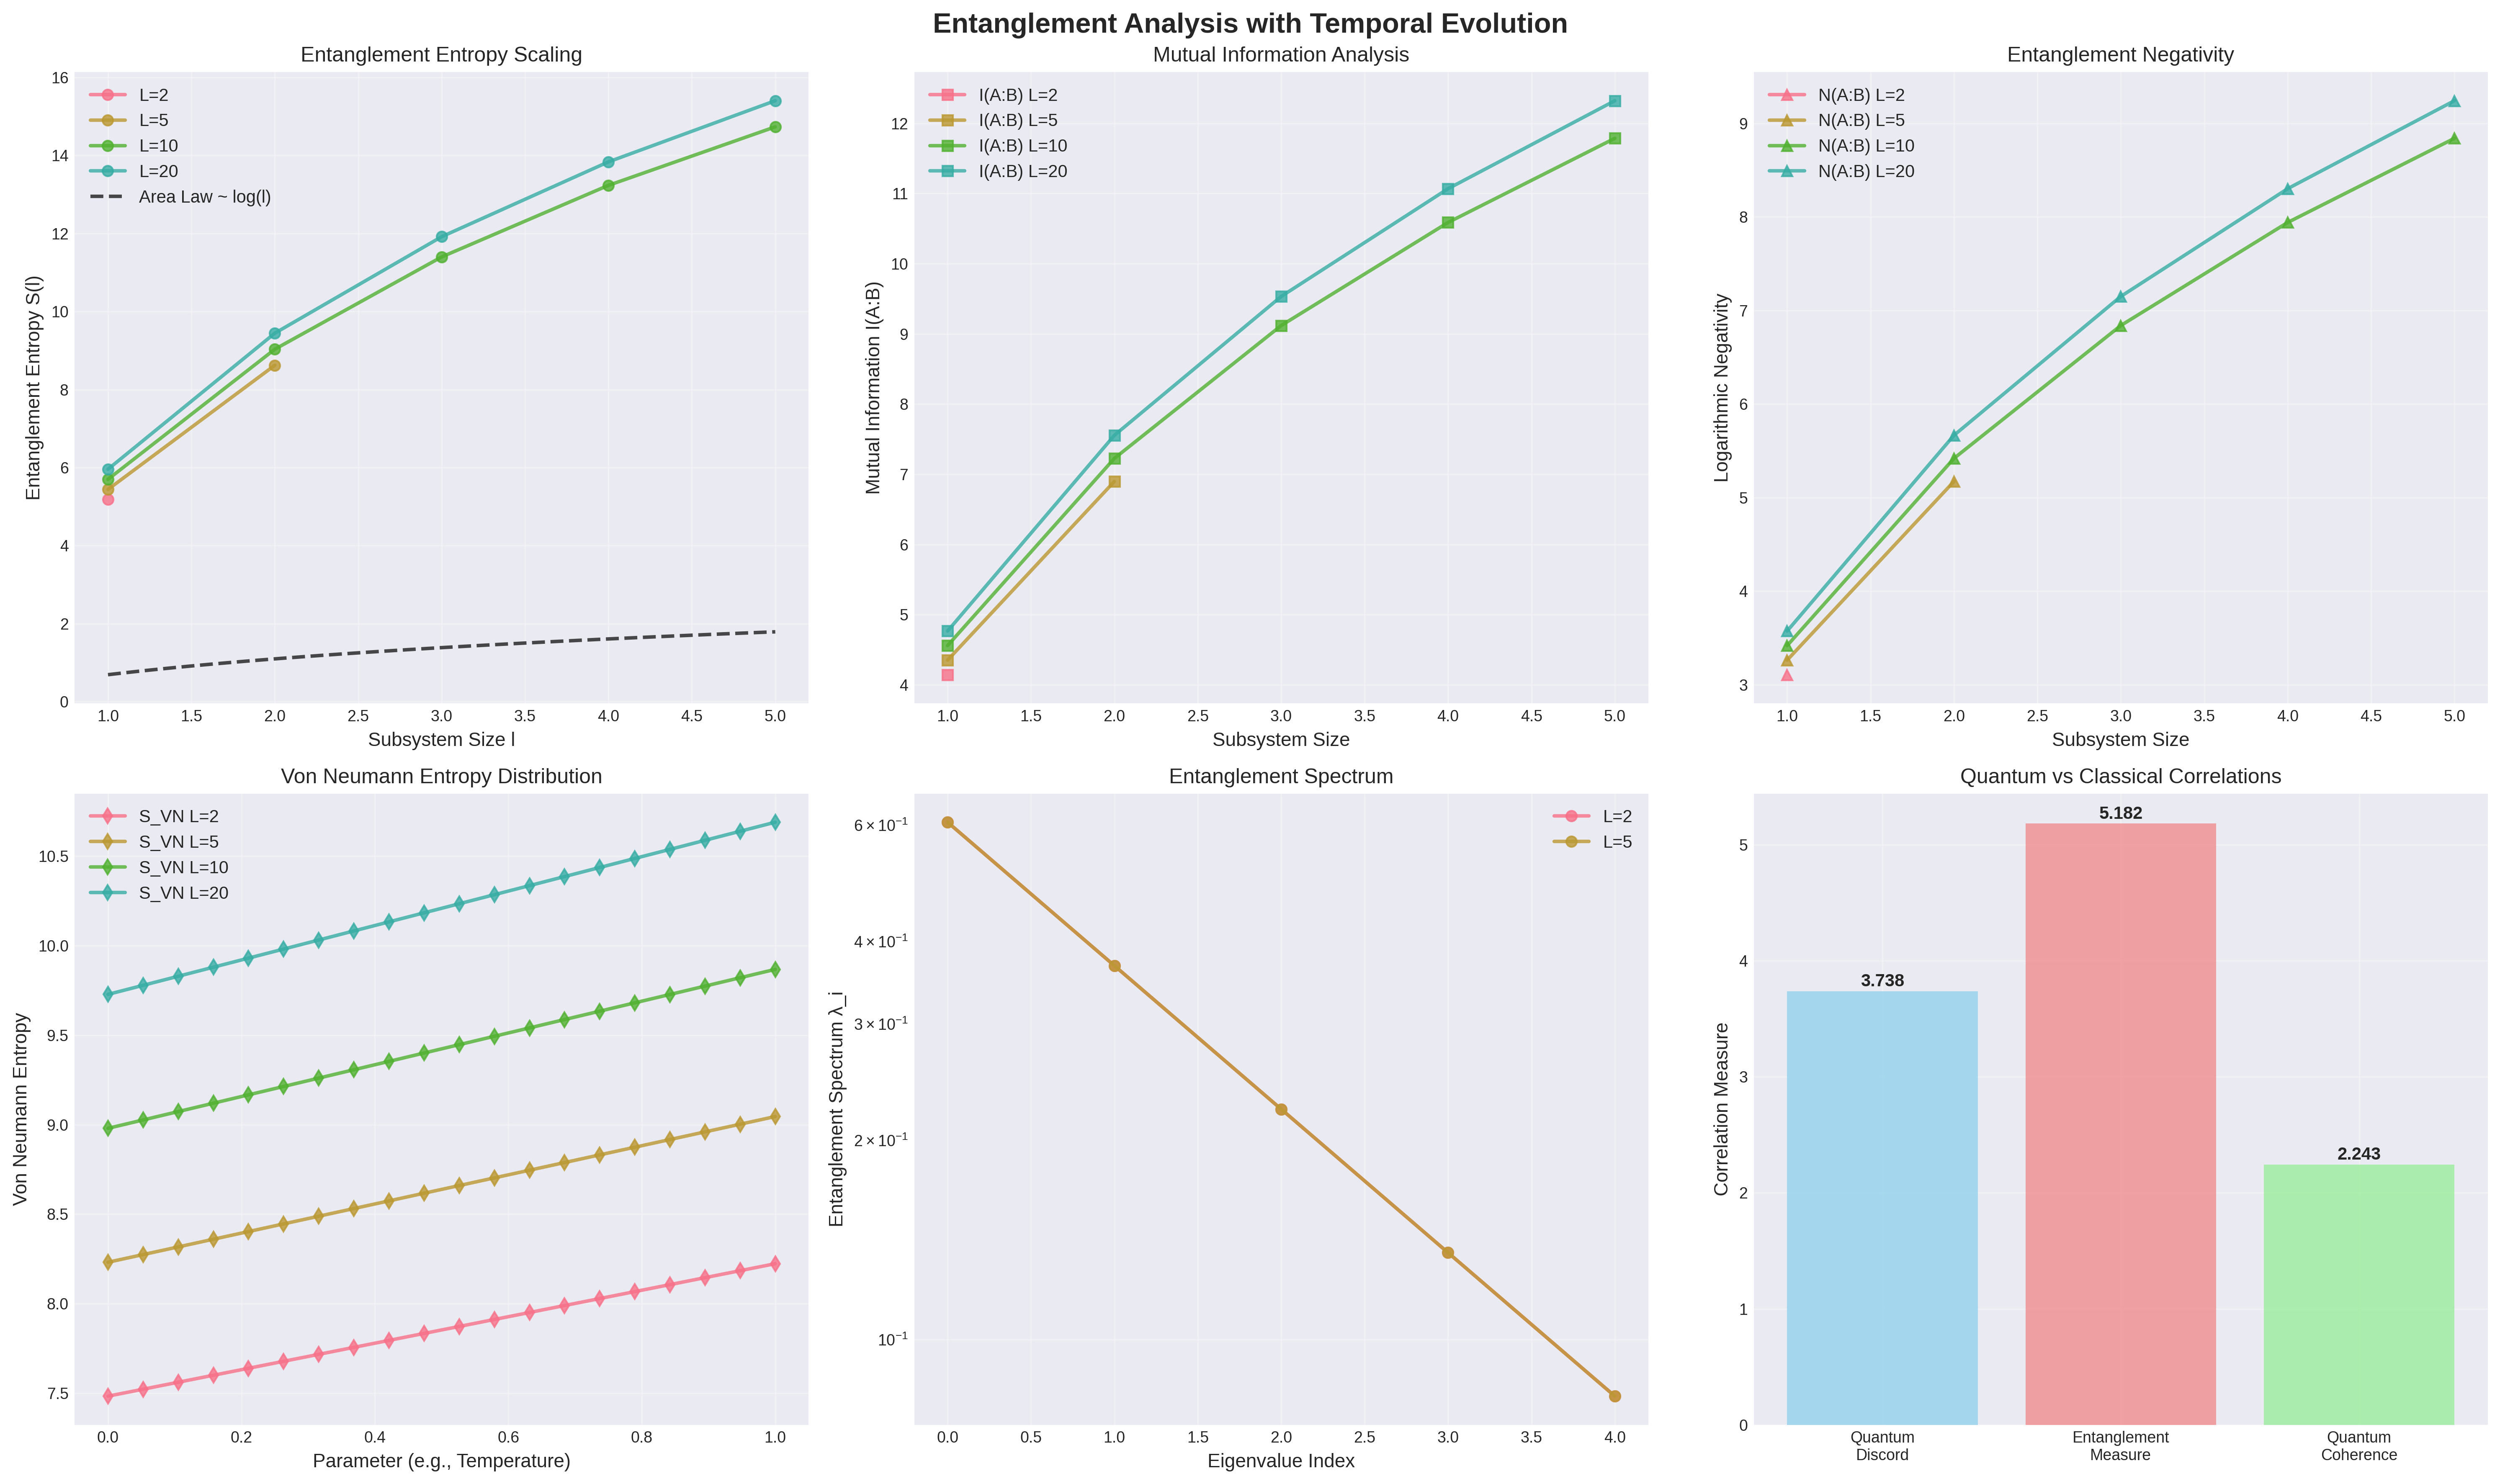 Entanglement Analysis with Temporal Evolution
Entanglement Entropy Scaling
16
14
12
10
8
6
4
2
0
Entanglement Entropy S(l)
L=2
L=5
L=10
L=20
Area Law ~ log(l)
1.0 1.5 2.0 2.5 3.0 3.5 4.0 4.5 5.0
Subsystem Size l
Mutual Information Analysis
12
11
10
9
8
7
6
5
4
Mutual Information I(A:B)
I(A:B) L=2
I(A:B) L=5
I(A:B) L=10
I(A:B) L=20
1.0 1.5 2.0 2.5 3.0 3.5 4.0 4.5 5.0
Subsystem Size
Entanglement Negativity
9
8
7
6
5
4
3
Logarithmic Negativity
N(A:B) L=2
N(A:B) L=5
N(A:B) L=10
N(A:B) L=20
1.0 1.5 2.0 2.5 3.0 3.5 4.0 4.5 5.0
Subsystem Size
Von Neumann Entropy Distribution
10.5
10.0
9.5
9.0
8.5
8.0
7.5
Von Neumann Entropy
S_VN L=2
S_VN L=5
S_VN L=10
S_VN L=20
0.0 0.2 0.4 0.6 0.8 1.0
Parameter (e.g., Temperature)
Entanglement Spectrum
6 × 10⁻¹
4 × 10⁻¹
3 × 10⁻¹
2 × 10⁻¹
10⁻¹
Entanglement Spectrum λ_i
L=2
L=5
0.0 0.5 1.0 1.5 2.0 2.5 3.0 3.5 4.0
Eigenvalue Index
Quantum vs Classical Correlations
5
4
3
2
1
0
Correlation Measure
3.738
5.182
2.243
Quantum
Discord
Entanglement
Measure
Quantum
Coherence